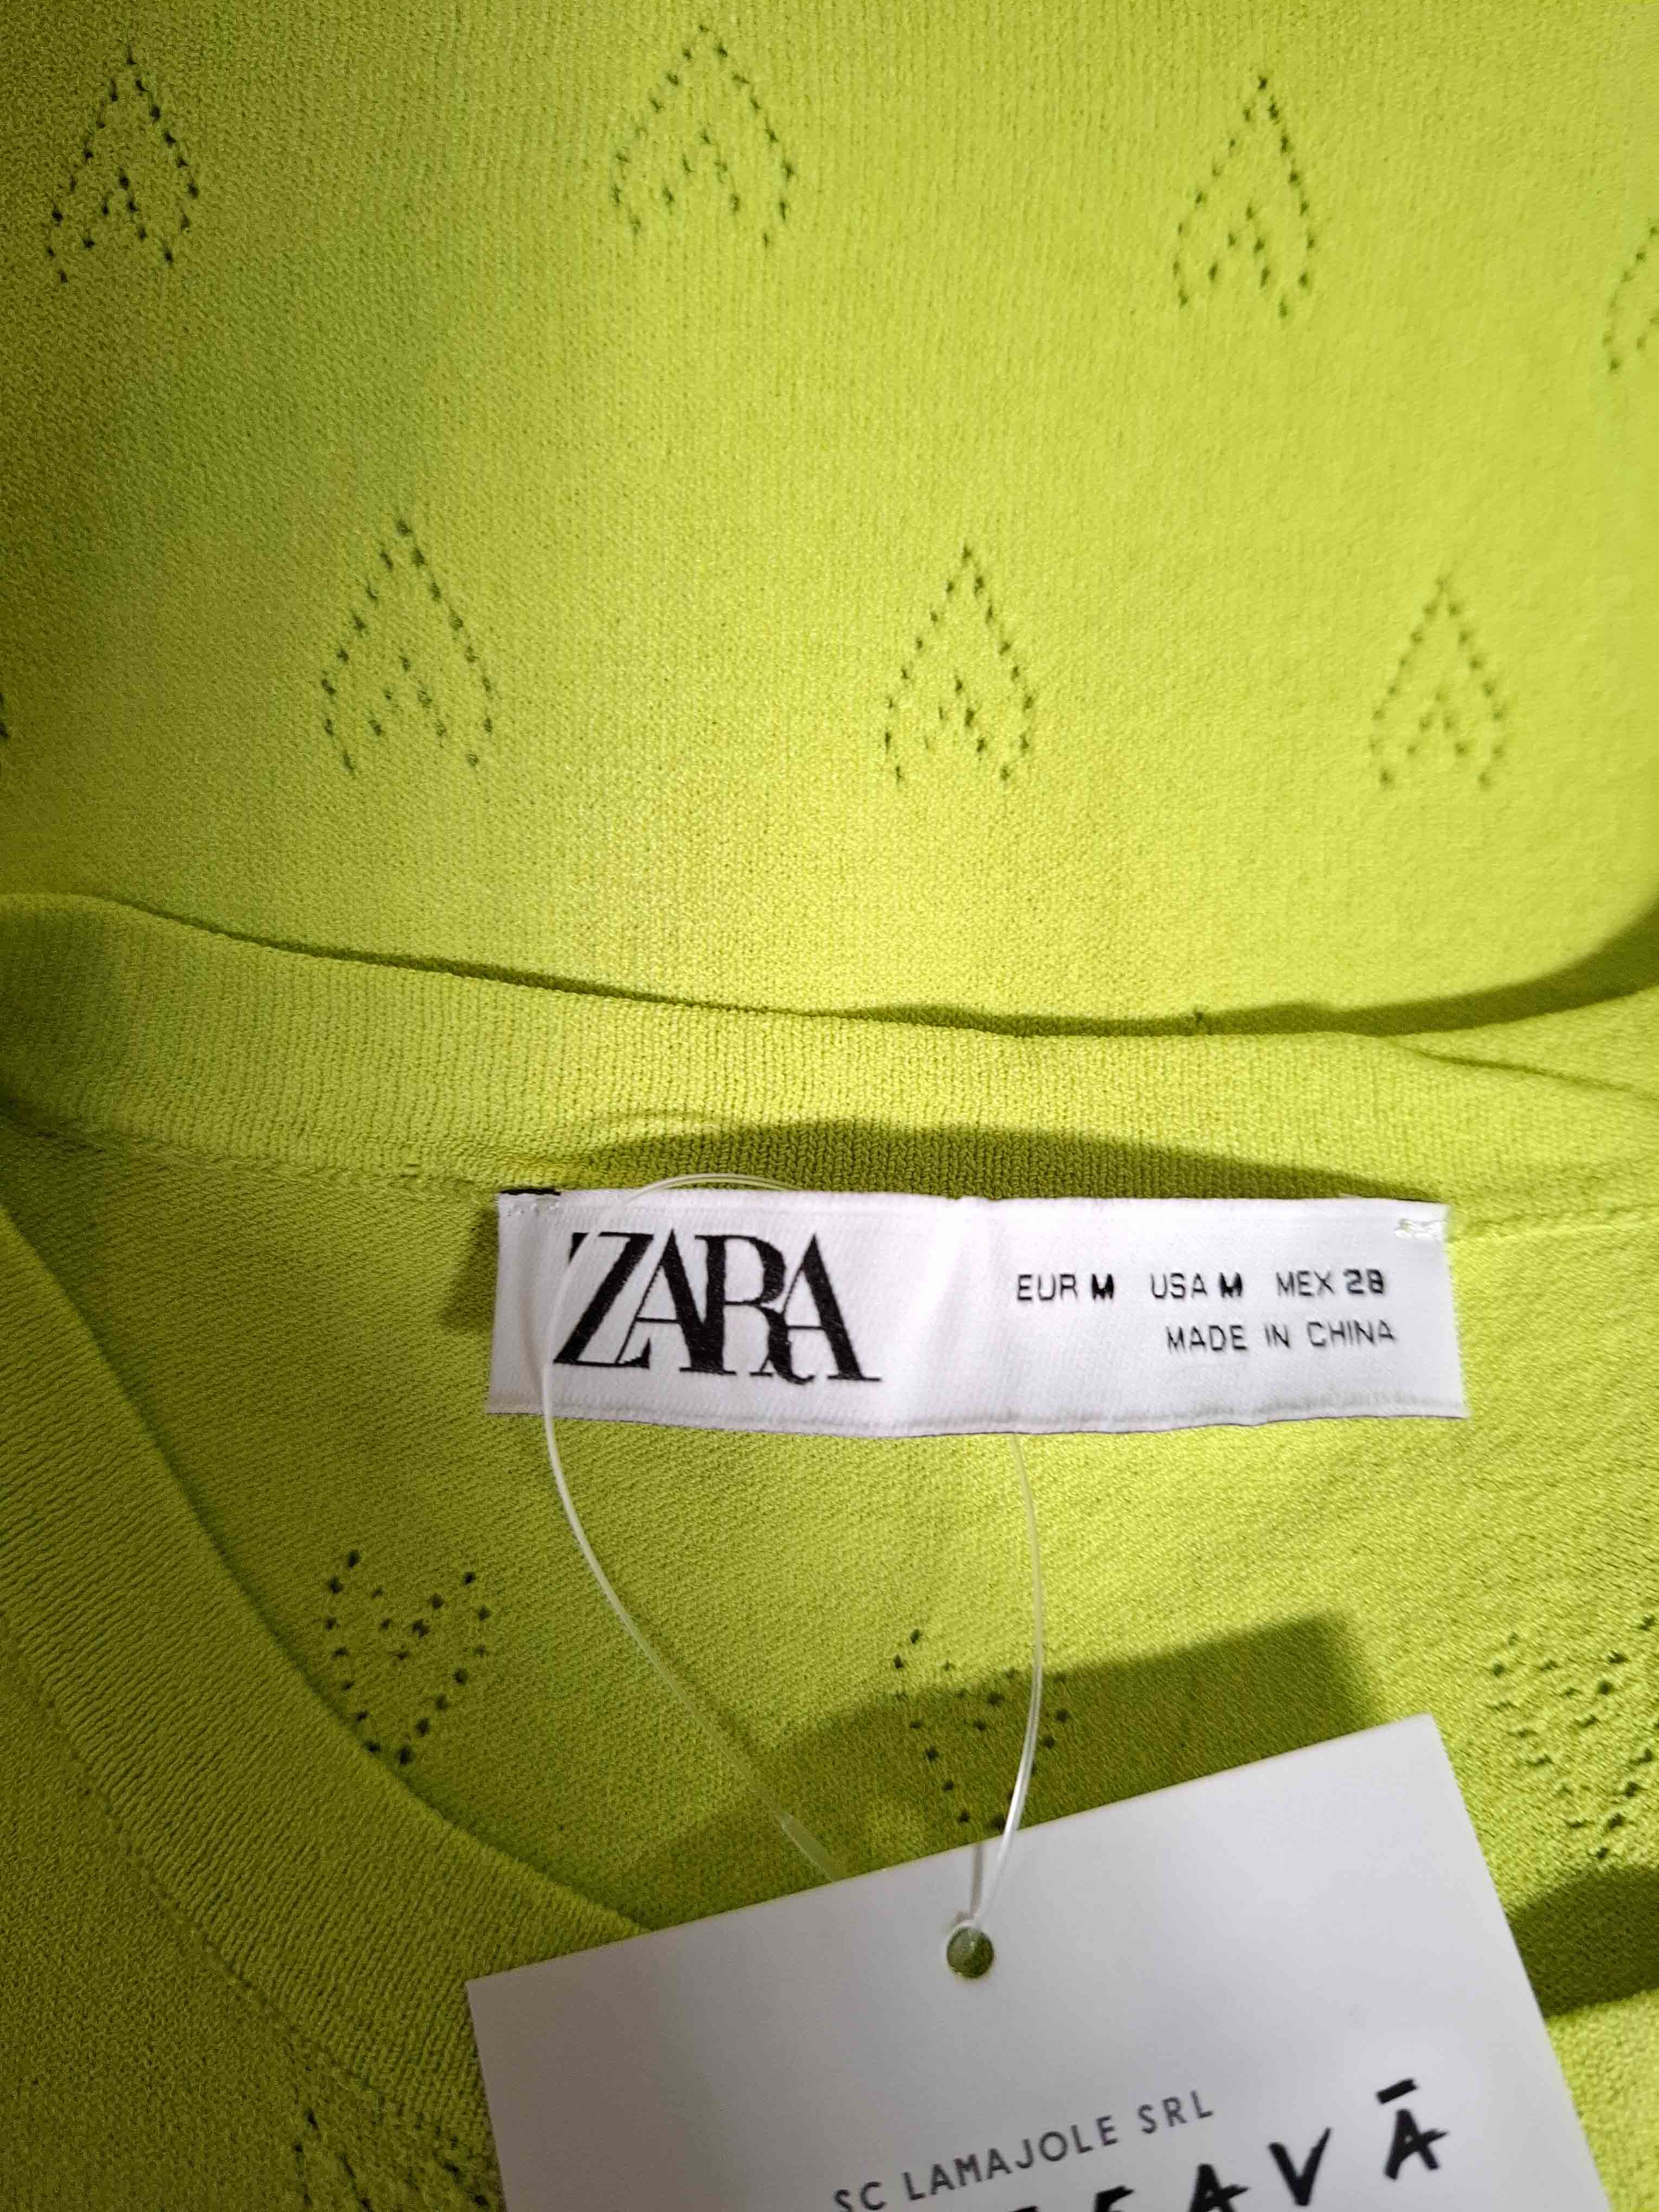 ZARA
EUR M USA M MEX 28
MADE IN CHINA
SC LAMAJOLE SRL